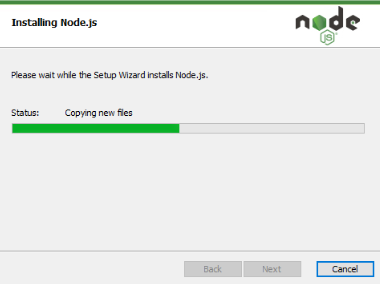 Installing Node.js
node
JS
Please wait while the Setup Wizard installs Node.js.
Status: Copying new files
Back Next Cancel